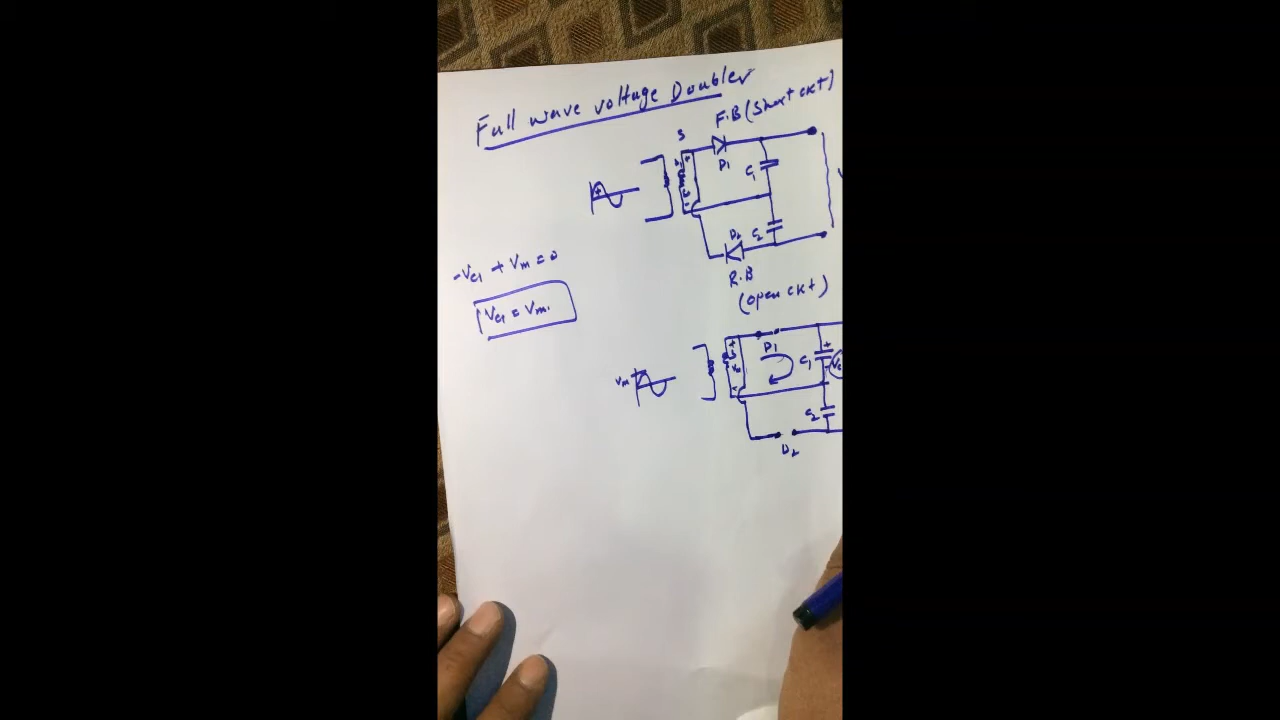 Full wave voltage Doubler
F.B (Short ckt)
S
D1
C1
D2
C2
R.B
(open ckt)
-Vc1 + Vm = 0
Vc1 = Vm.
Vm
D1
C1
+
-
C2
D2